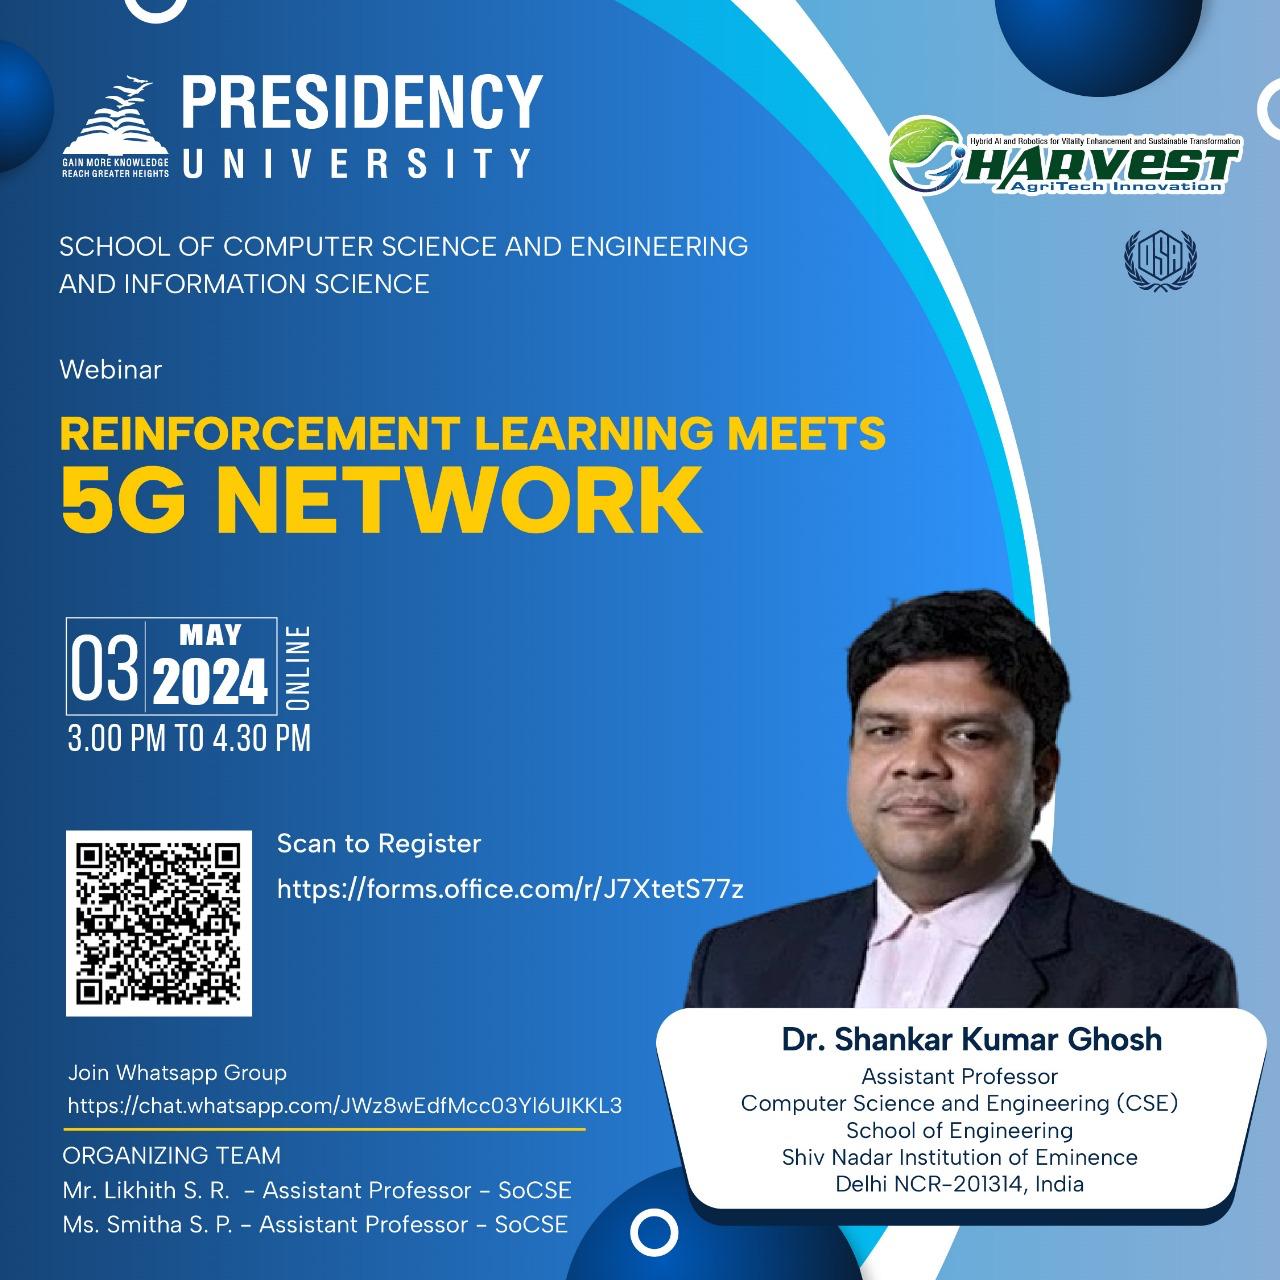 PRESIDENCY
UNIVERSITY
GAIN MORE KNOWLEDGE
REACH GREATER HEIGHTS
Hybrid AI and Robotics for Vitality Enhancement and Sustainable Transformation
HARVEST
AgriTech Innovation
DSA
SCHOOL OF COMPUTER SCIENCE AND ENGINEERING
AND INFORMATION SCIENCE
Webinar
REINFORCEMENT LEARNING MEETS
5G NETWORK
03 MAY
2024
ONLINE
3.00 PM TO 4.30 PM
Scan to Register
https://forms.office.com/r/J7XtetS77z
Join Whatsapp Group
https://chat.whatsapp.com/JWz8wEdfMcc03Yl6UIKKL3
ORGANIZING TEAM
Mr. Likhith S. R. - Assistant Professor - SoCSE
Ms. Smitha S. P. - Assistant Professor - SoCSE
Dr. Shankar Kumar Ghosh
Assistant Professor
Computer Science and Engineering (CSE)
School of Engineering
Shiv Nadar Institution of Eminence
Delhi NCR-201314, India